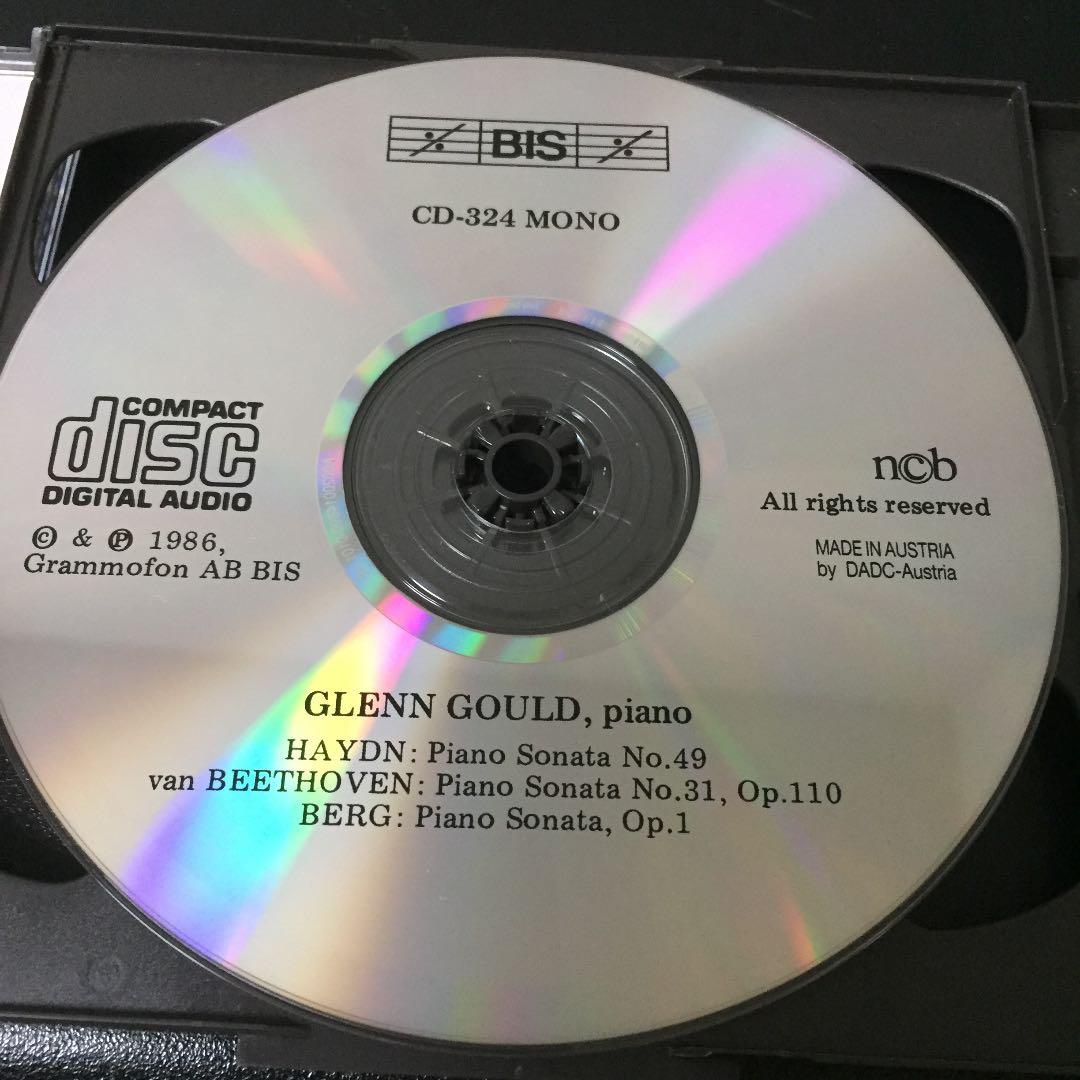 BIS
CD-324 MONO
COMPACT
disc
DIGITAL AUDIO
© & ℗ 1986,
Grammofon AB BIS
ncb
All rights reserved
MADE IN AUSTRIA
by DADC-Austria
GLENN GOULD, piano
HAYDN: Piano Sonata No.49
van BEETHOVEN: Piano Sonata No.31, Op.110
BERG: Piano Sonata, Op.1